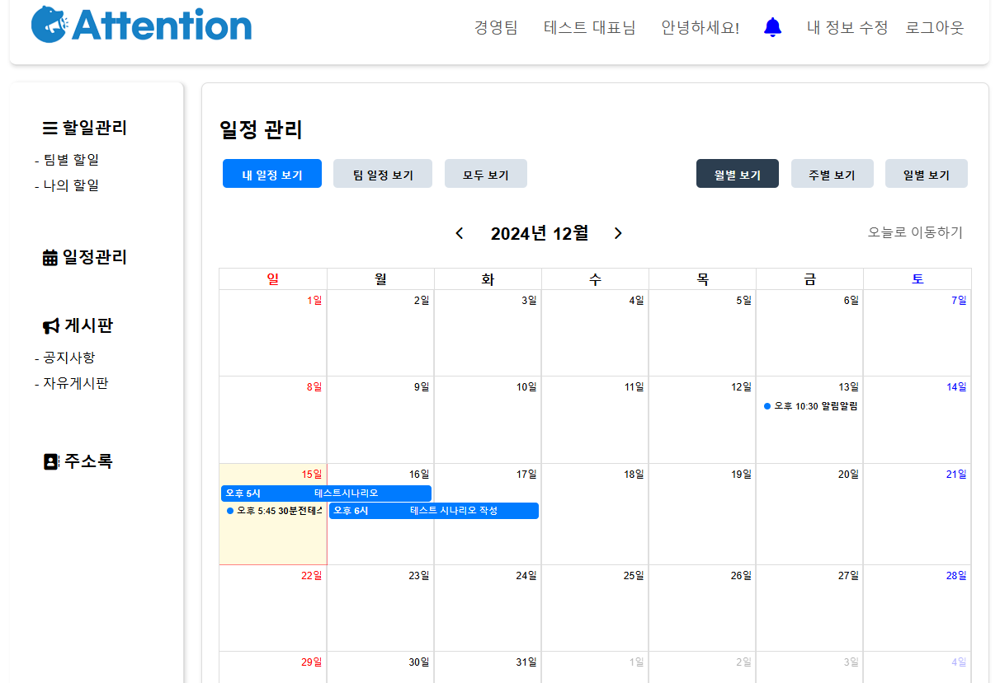 Attention
경영팀 테스트 대표님 안녕하세요! 내 정보 수정 로그아웃
할일관리
- 팀별 할일
- 나의 할일
일정관리
게시판
- 공지사항
- 자유게시판
주소록
일정 관리
내 일정 보기 팀 일정 보기 모두 보기 월별 보기 주별 보기 일별 보기
2024년 12월 오늘로 이동하기
일 월 화 수 목 금 토
1일 2일 3일 4일 5일 6일 7일
8일 9일 10일 11일 12일 13일 14일
오후 10:30 알림알림
15일 16일 17일 18일 19일 20일 21일
오후 5시 테스트시나리오
오후 5:45 30분전테스 오후 6시 테스트 시나리오 작성
22일 23일 24일 25일 26일 27일 28일
29일 30일 31일 1일 2일 3일 4일